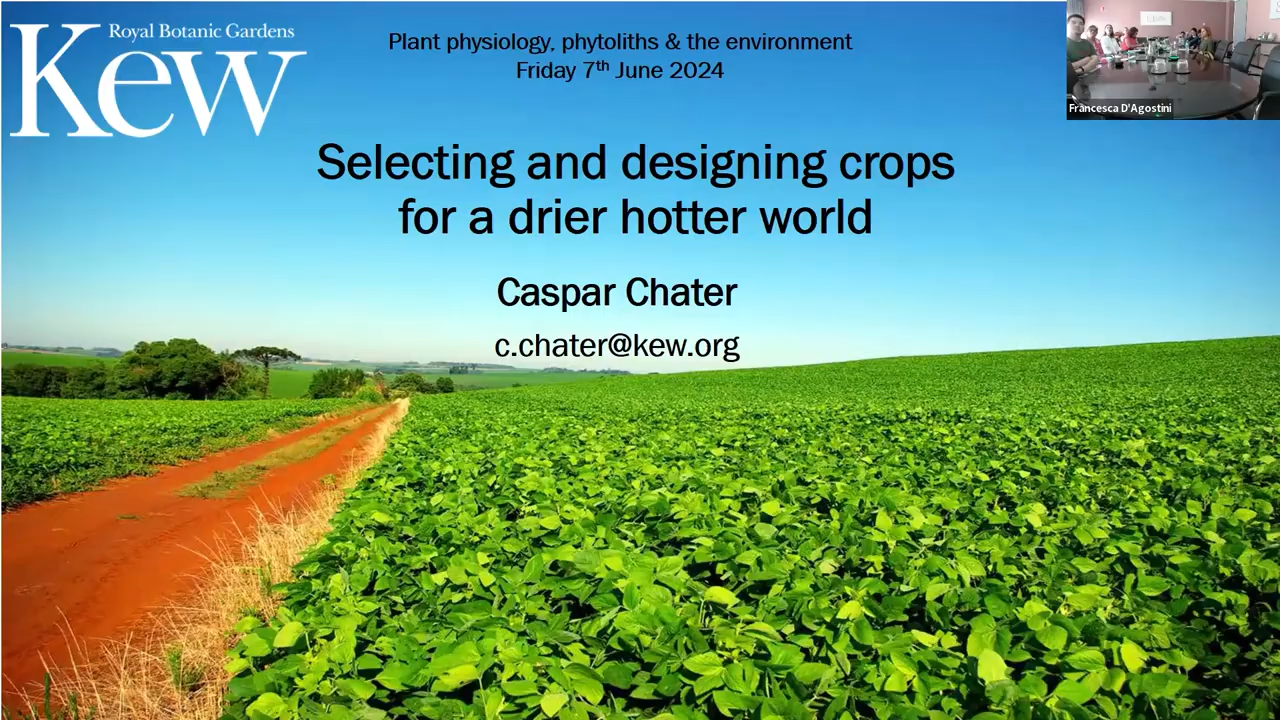 Royal Botanic Gardens
Kew
Plant physiology, phytoliths & the environment
Friday 7th June 2024
Selecting and designing crops
for a drier hotter world
Caspar Chater
c.chater@kew.org
Francesca D'Agostini